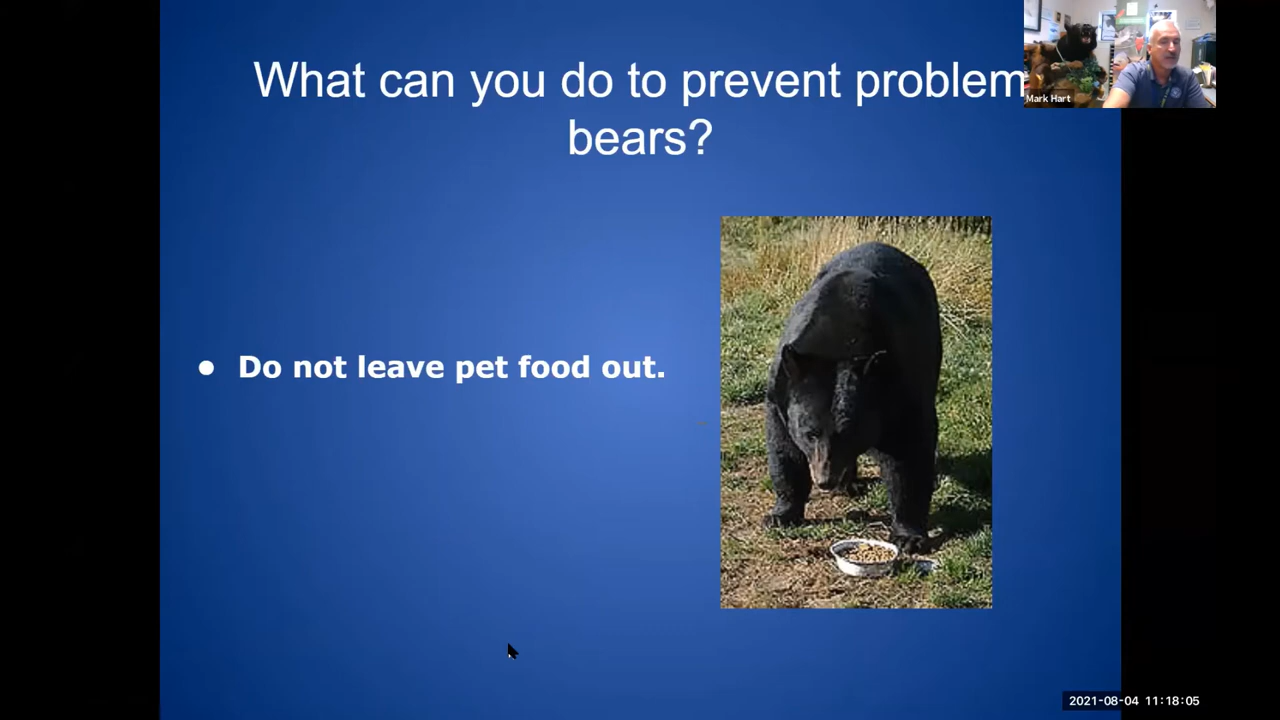 What can you do to prevent problem
bears?
Mark Hart
● Do not leave pet food out.
2021-08-04 11:18:05